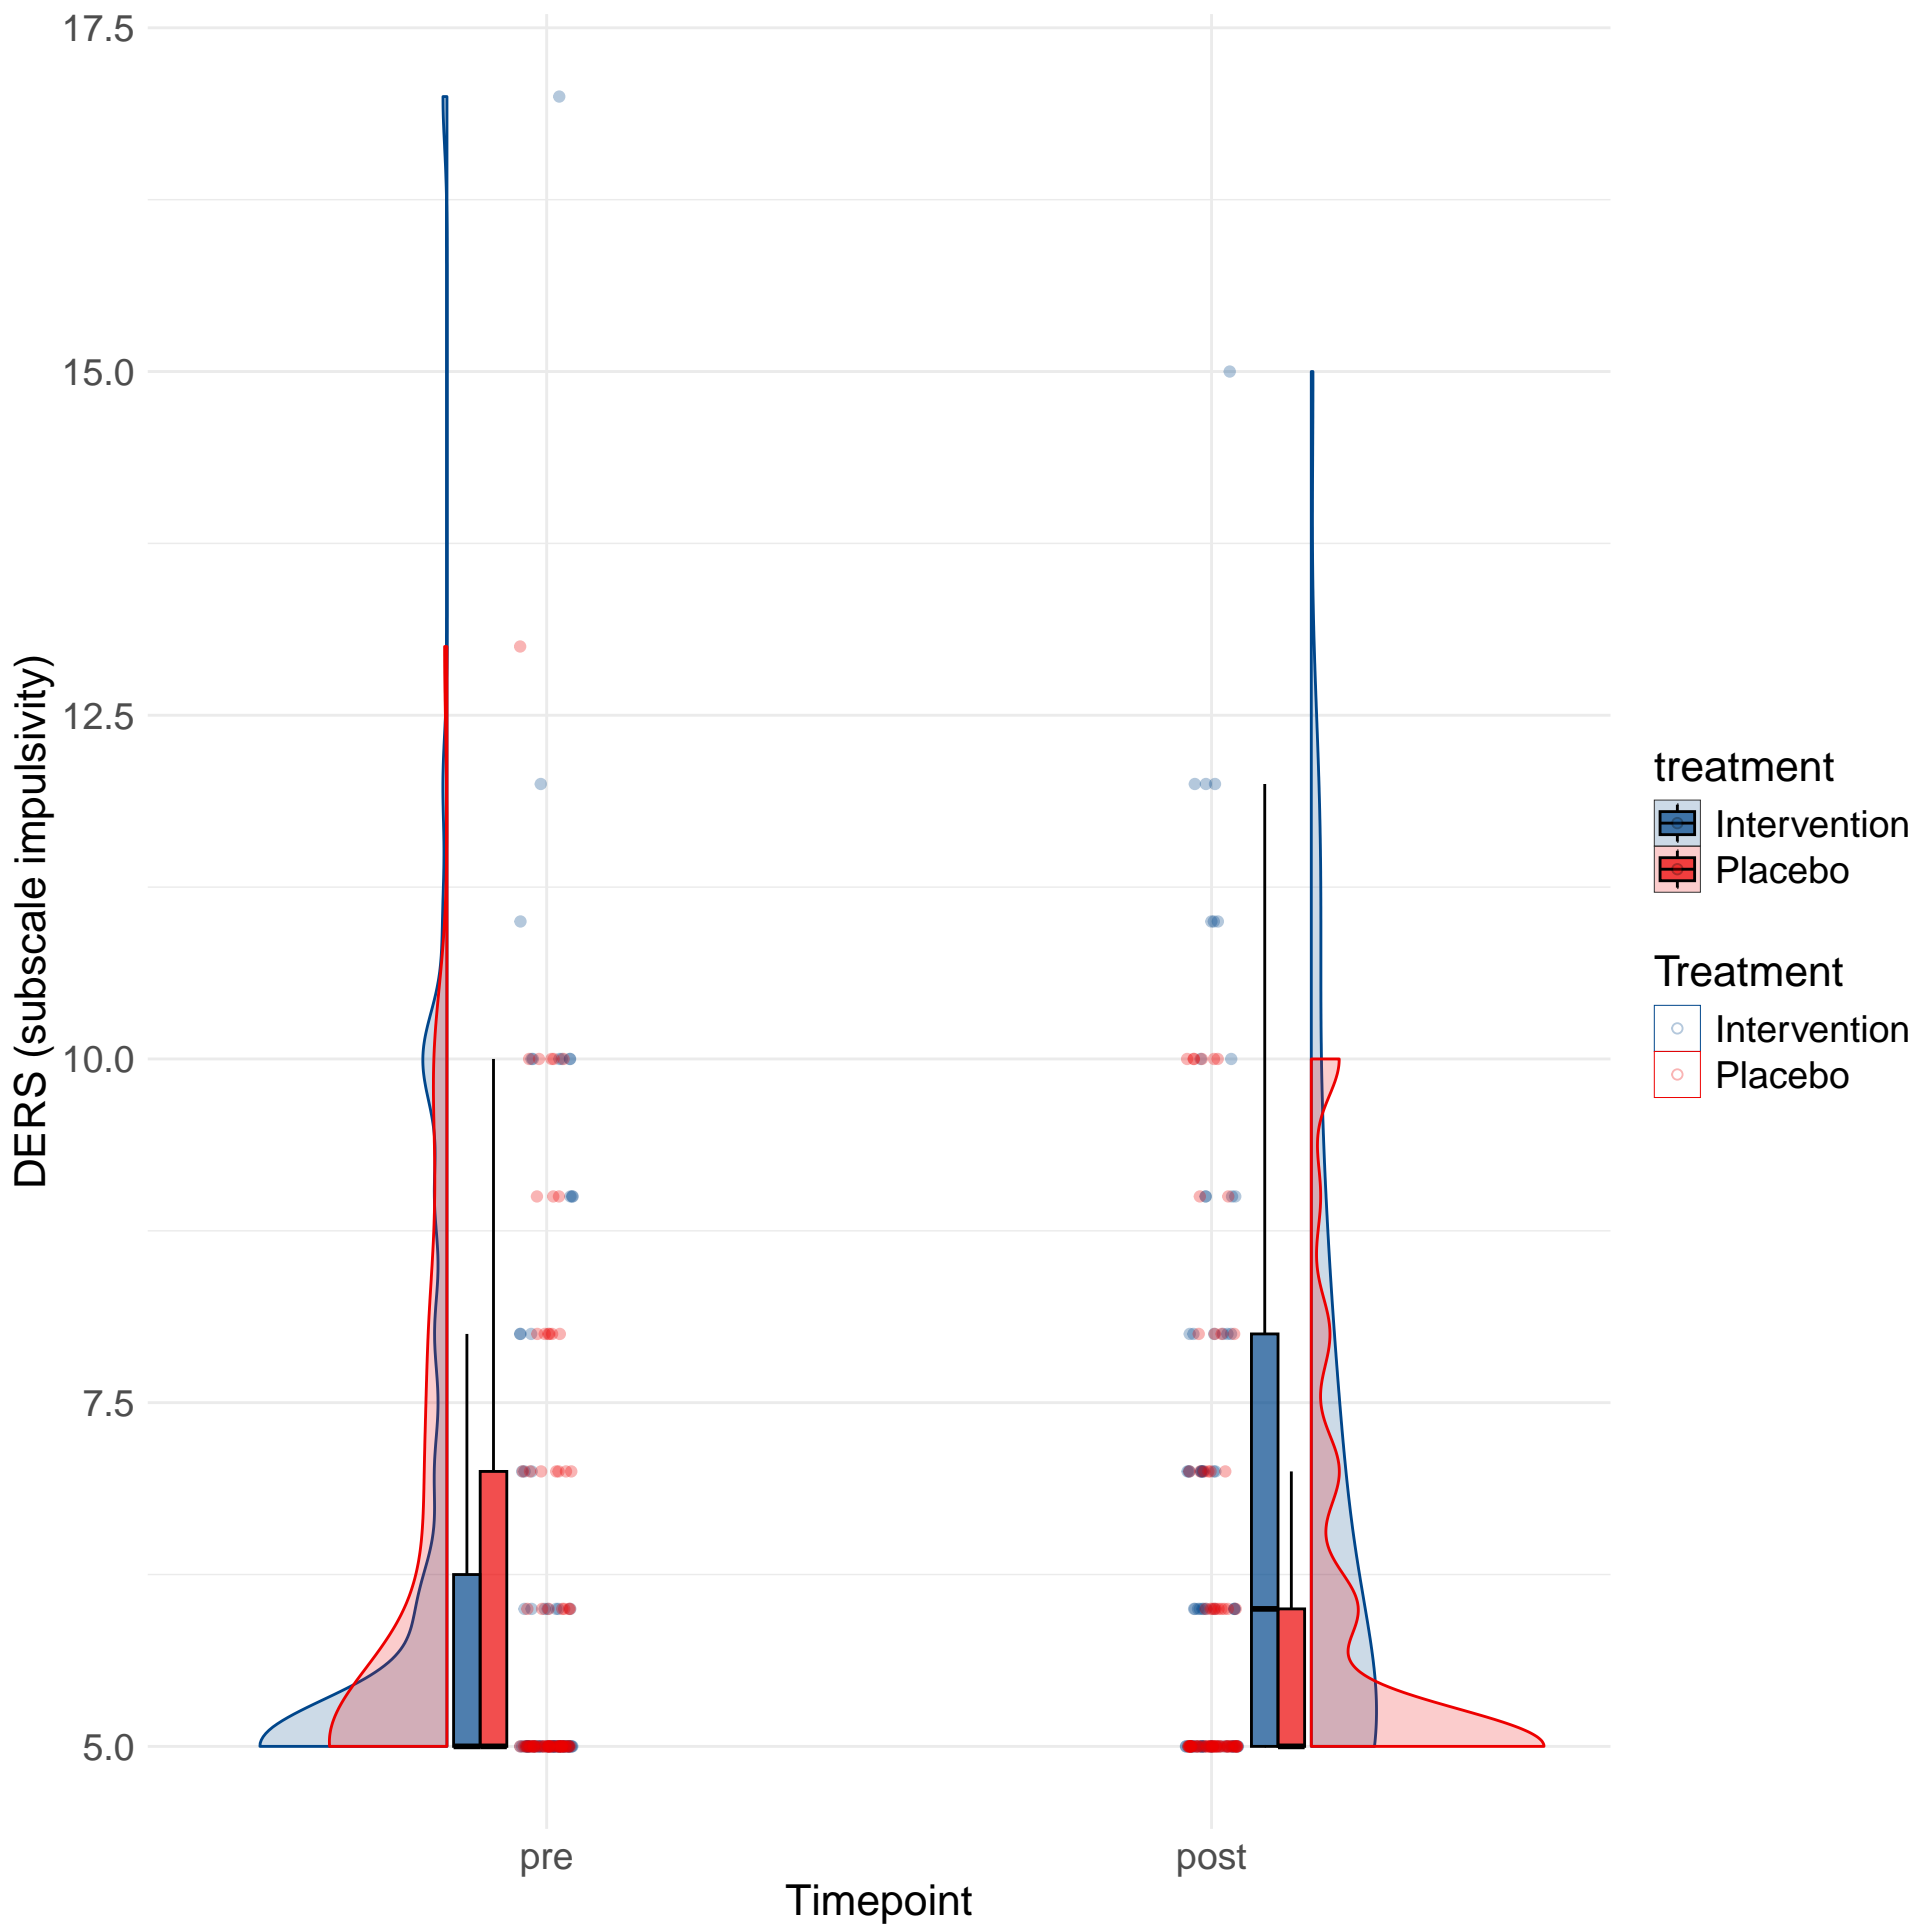 17.5
15.0
12.5
10.0
7.5
5.0
DERS (subscale impulsivity)
pre
post
Timepoint
treatment
Intervention
Placebo
Treatment
Intervention
Placebo